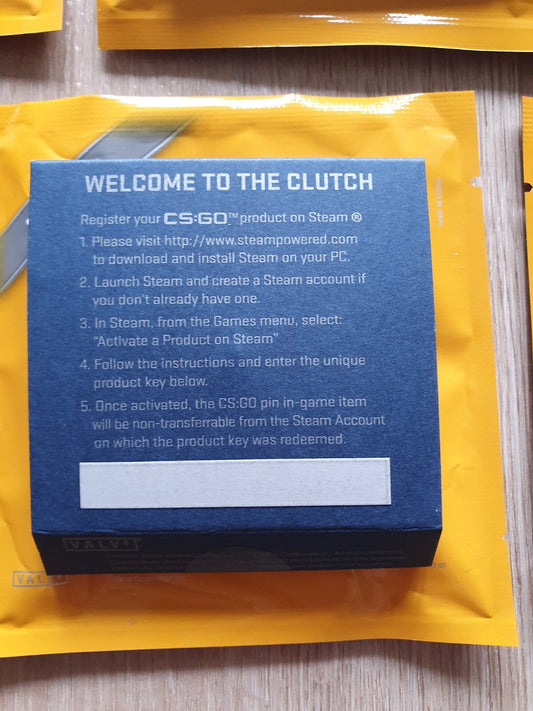 WELCOME TO THE CLUTCH
Register your CS:GO™ product on Steam ®
1. Please visit http://www.steampowered.com
to download and install Steam on your PC.
2. Launch Steam and create a Steam account if
you don't already have one.
3. In Steam, from the Games menu, select:
"Activate a Product on Steam"
4. Follow the instructions and enter the unique
product key below.
5. Once activated, the CS:GO pin in-game item
will be non-transferrable from the Steam Account
on which the product key was redeemed.
VALVE
VALVE